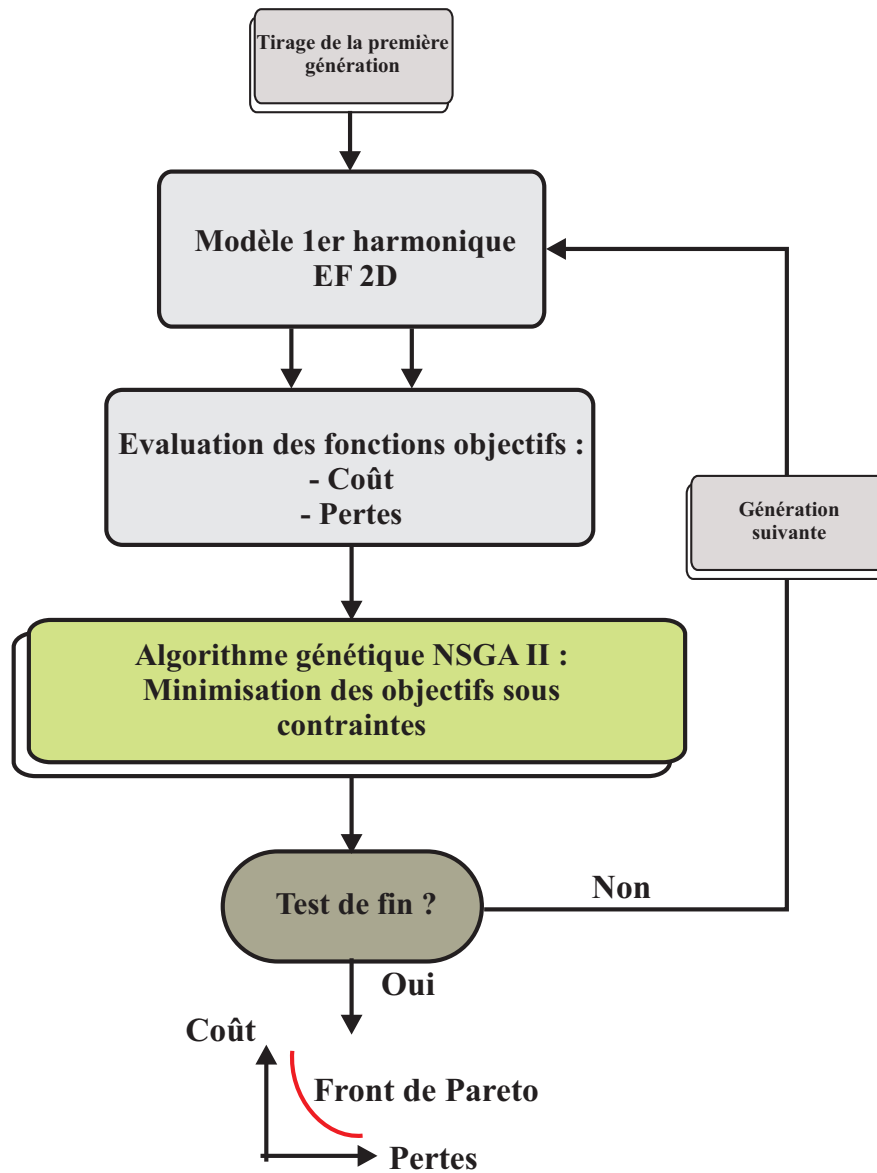 Tirage de la première
génération
Modèle 1er harmonique
EF 2D
Evaluation des fonctions objectifs :
- Coût
- Pertes
Génération
suivante
Algorithme génétique NSGA II :
Minimisation des objectifs sous
contraintes
Test de fin ?
Non
Oui
Coût
Front de Pareto
Pertes